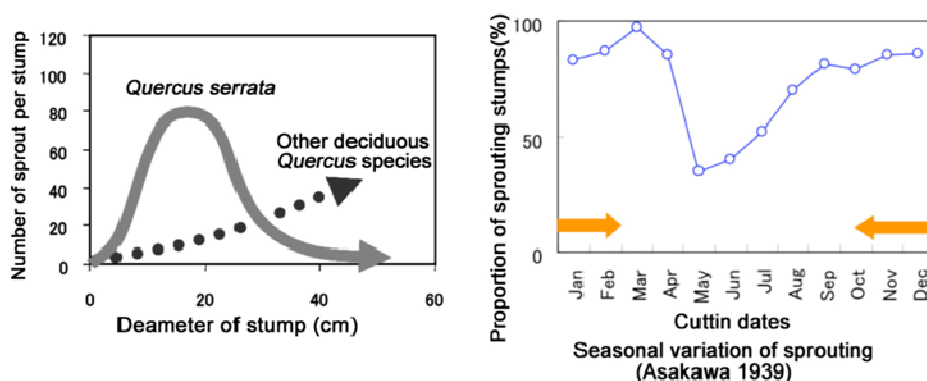 Number of sprout per stump
120
100
80
60
40
20
0
Quercus serrata
Other deciduous
Quercus species
0
20
40
60
Deameter of stump (cm)
Proportion of sprouting stumps(%)
100
50
0
Jan
Feb
Mar
Apr
May
Jun
Jul
Aug
Sep
Oct
Nov
Dec
Cuttin dates
Seasonal variation of sprouting
(Asakawa 1939)